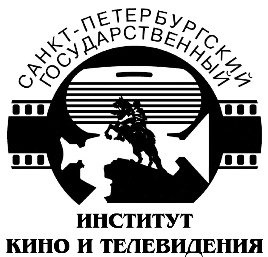 САНКТ-ПЕТЕРБУРГСКИЙ
ГОСУДАРСТВЕННЫЙ
ИНСТИТУТ
КИНО И ТЕЛЕВИДЕНИЯ